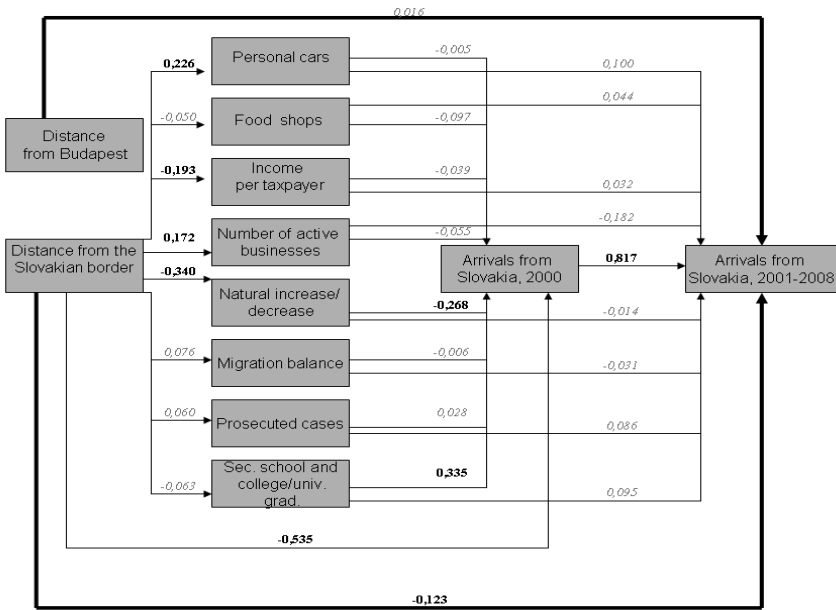 0,016
Personal cars
-0,005
0,226
0,100
0,044
Food  shops
-0,050
-0,097
Distance
from Budapest
Income
per taxpayer
-0,193
-0,039
0,032
-0,182
Number of active
businesses
0,172
-0,055
Distance from the
Slovakian border
Arrivals from
Slovakia, 2000
0,817
Arrivals from
Slovakia, 2001-2008
-0,340
Natural increase/
decrease
-0,268
-0,014
0,076
Migration balance
-0,006
-0,031
0,060
Prosecuted cases
0,028
0,086
Sec. school and
college/univ.
grad.
0,335
-0,063
0,095
-0,535
-0,123